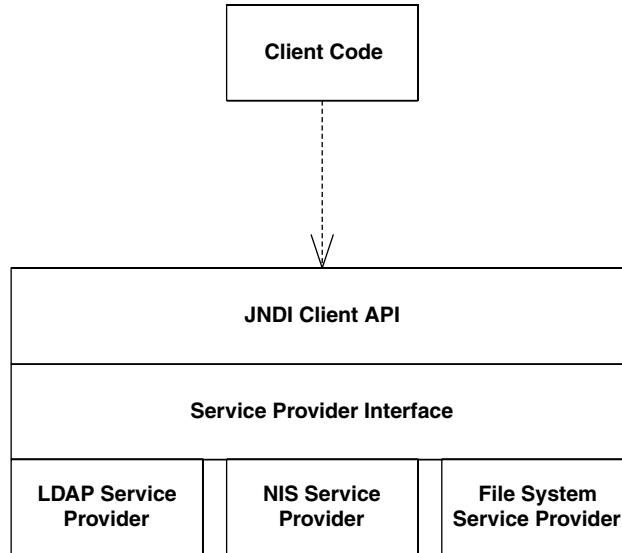 Client Code
JNDI Client API
Service Provider Interface
LDAP Service
Provider
NIS Service
Provider
File System
Service Provider